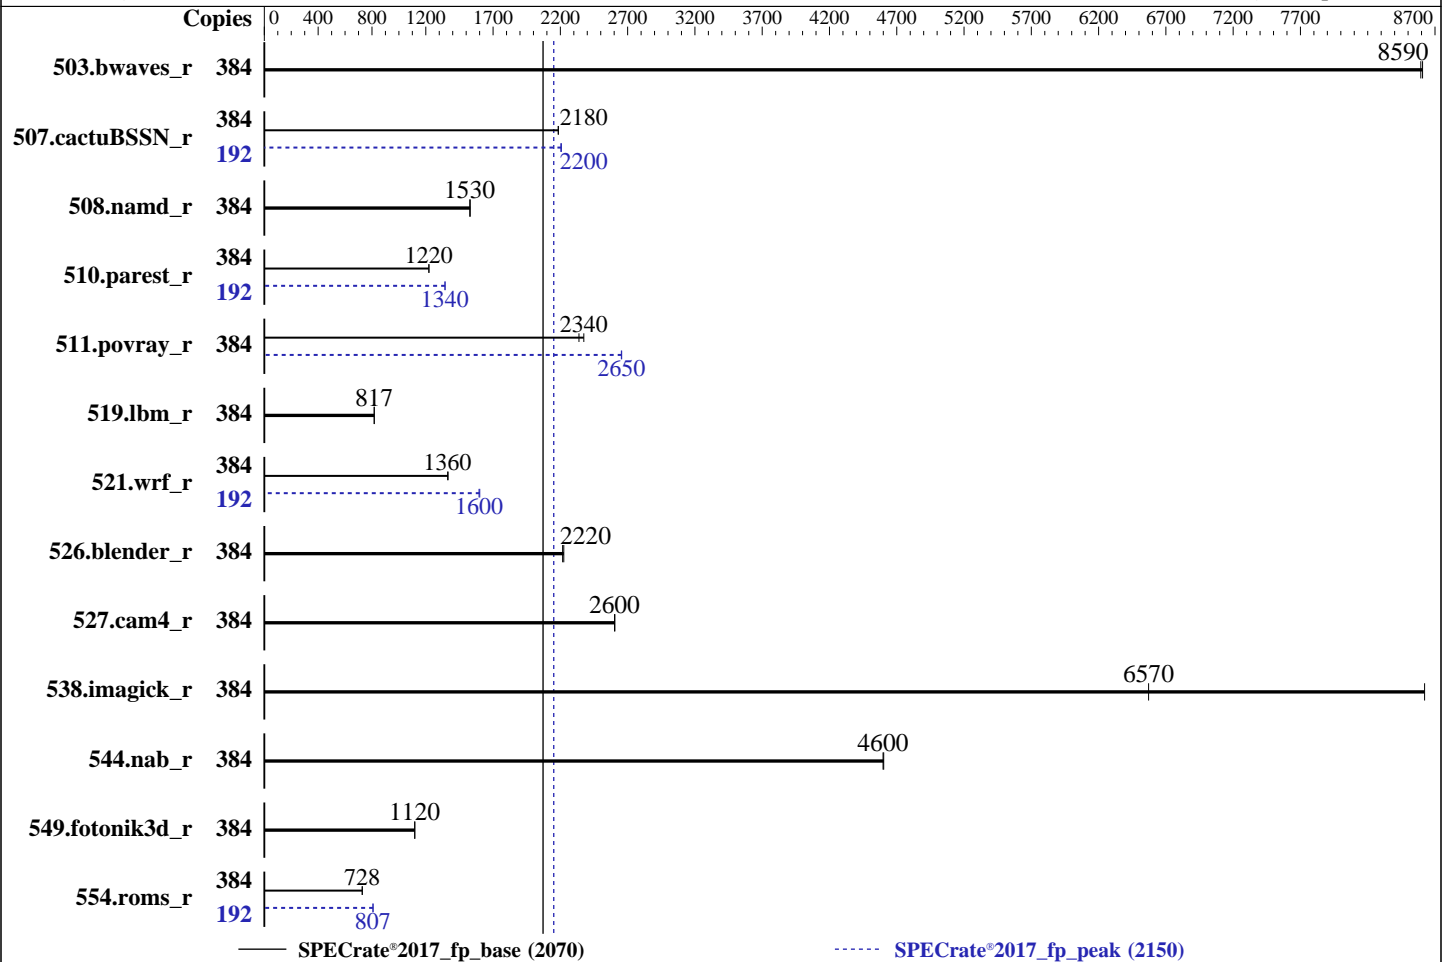 Copies 0 400 800 1200 1700 2200 2700 3200 3700 4200 4700 5200 5700 6200 6700 7200 7700 8700
503.bwaves_r 384 8590
507.cactuBSSN_r 384 2180
192 2200
508.namd_r 384 1530
510.parest_r 384 1220
192 1340
511.povray_r 384 2340
2650
519.lbm_r 384 817
521.wrf_r 384 1360
192 1600
526.blender_r 384 2220
527.cam4_r 384 2600
538.imagick_r 384 6570
544.nab_r 384 4600
549.fotonik3d_r 384 1120
554.roms_r 384 728
192 807
SPECrate®2017_fp_base (2070) SPECrate®2017_fp_peak (2150)